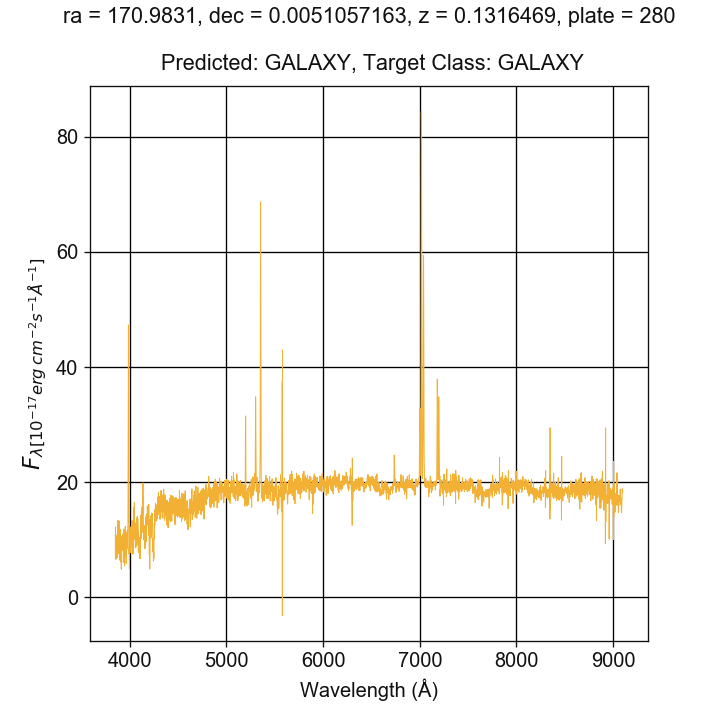 ra = 170.9831, dec = 0.0051057163, z = 0.1316469, plate = 280
Predicted: GALAXY, Target Class: GALAXY
80
60
40
20
0
F_λ[10⁻¹⁷ erg cm⁻² s⁻¹ Å⁻¹]
4000 5000 6000 7000 8000 9000
Wavelength (Å)